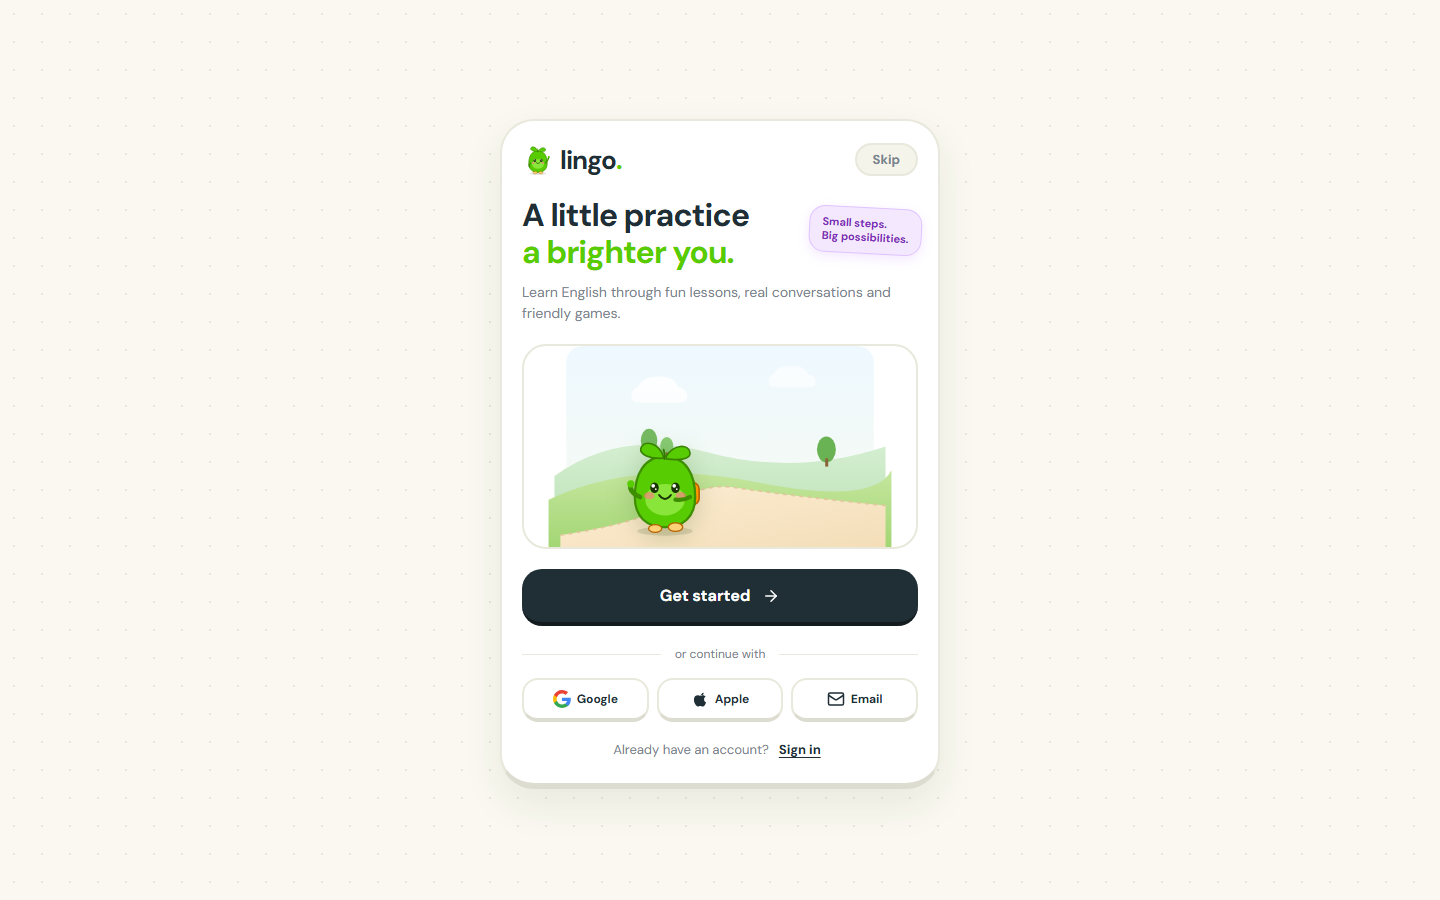 lingo.
Skip
A little practice
a brighter you.
Small steps.
Big possibilities.
Learn English through fun lessons, real conversations and
friendly games.
Get started
or continue with
Google
Apple
Email
Already have an account? Sign in